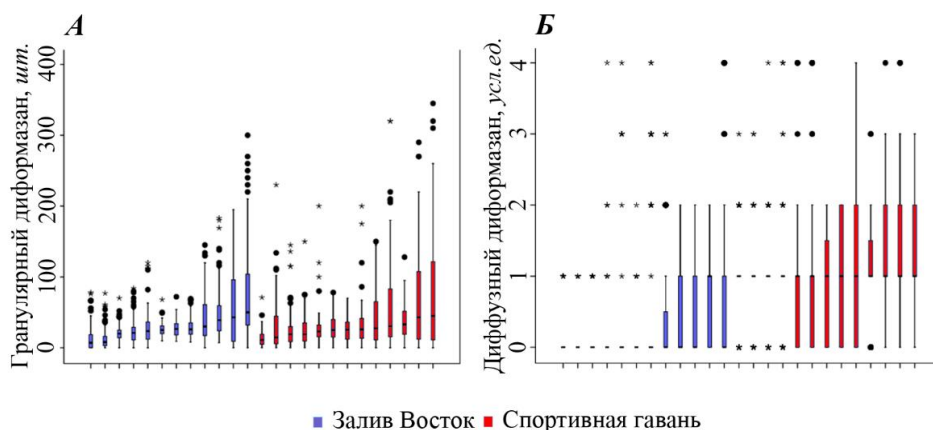 А
Б
Гранулярный диформазан, шт.
400
300
200
100
0
Диффузный диформазан, усл.ед.
4
3
2
1
0
Залив Восток
Спортивная гавань